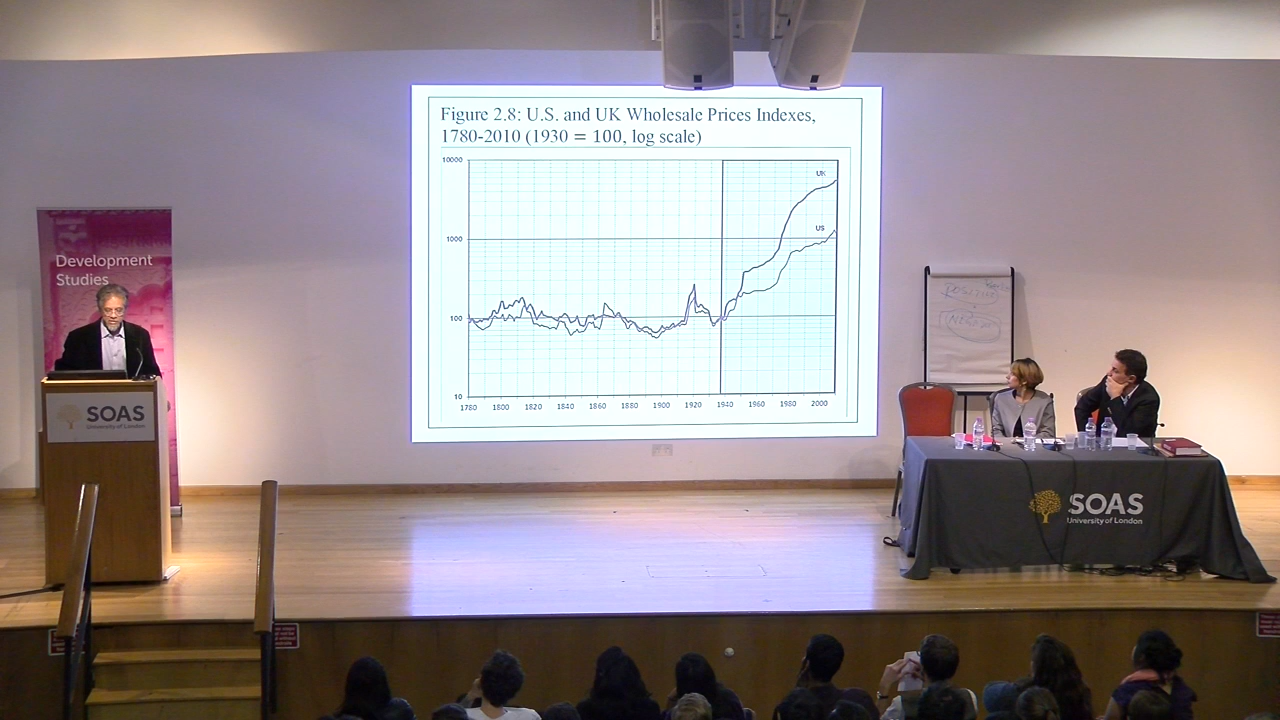 Figure 2.8: U.S. and UK Wholesale Prices Indexes,
1780-2010 (1930 = 100, log scale)
10000
1000
100
10
UK
US
1780 1800 1820 1840 1860 1880 1900 1920 1940 1960 1980 2000
Development
Studies
SOAS
University of London
POSITIVE
SOAS
University of London